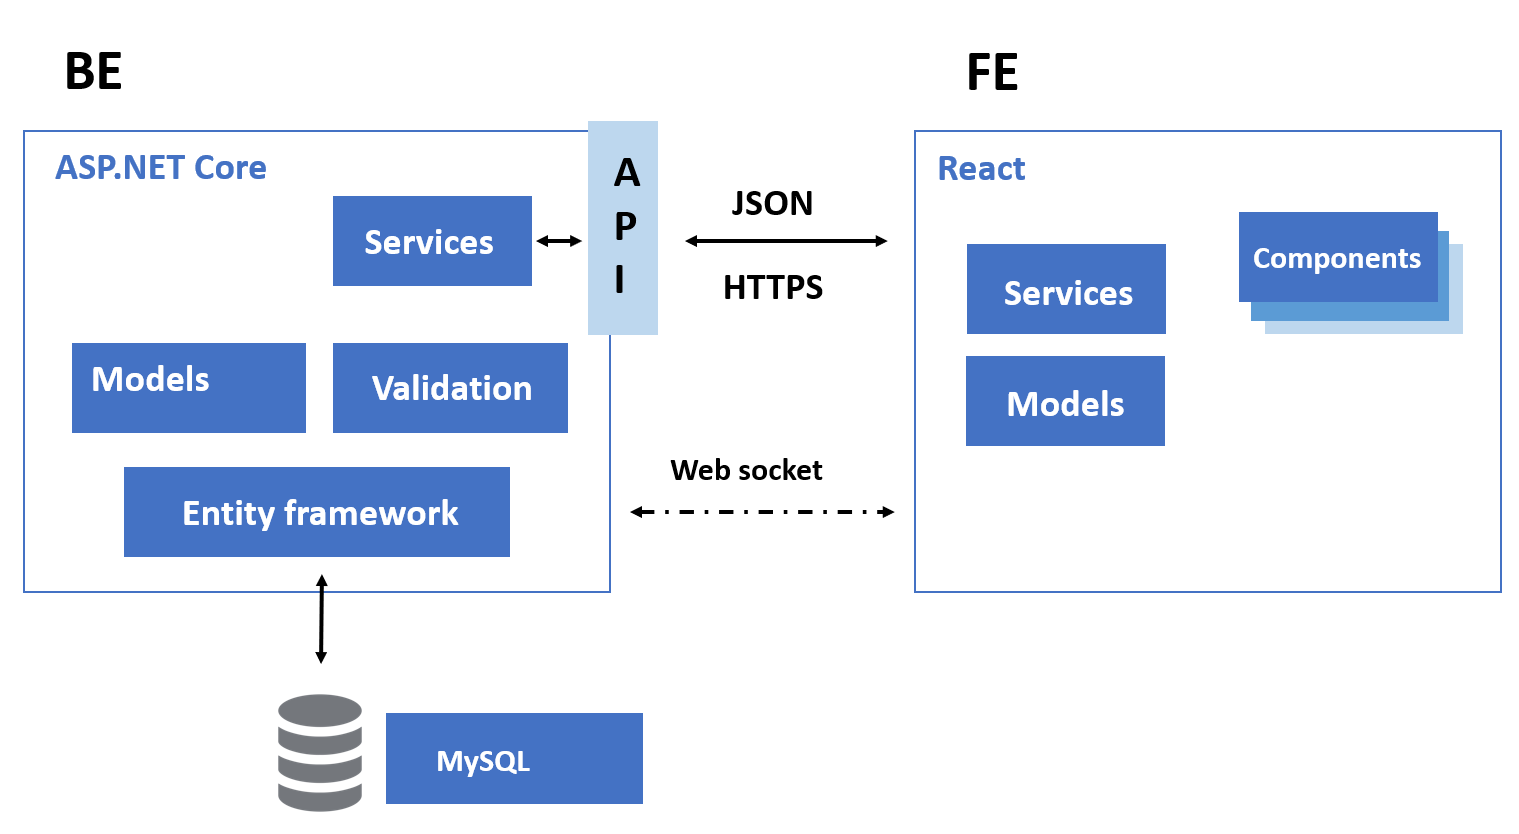 BE
FE
ASP.NET Core
Services
A
P
I
JSON
HTTPS
React
Services
Components
Models
Validation
Models
Entity framework
Web socket
MySQL